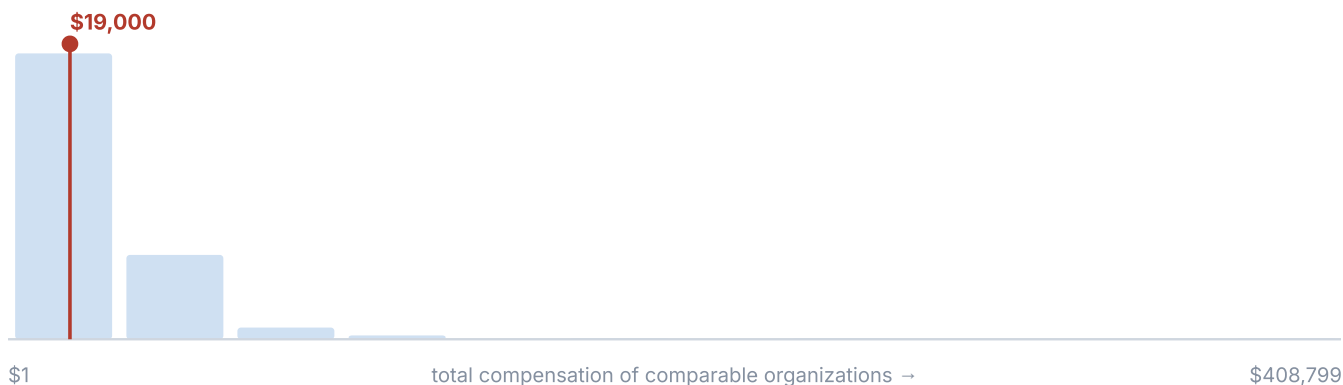 $19,000
$1 total compensation of comparable organizations → $408,799